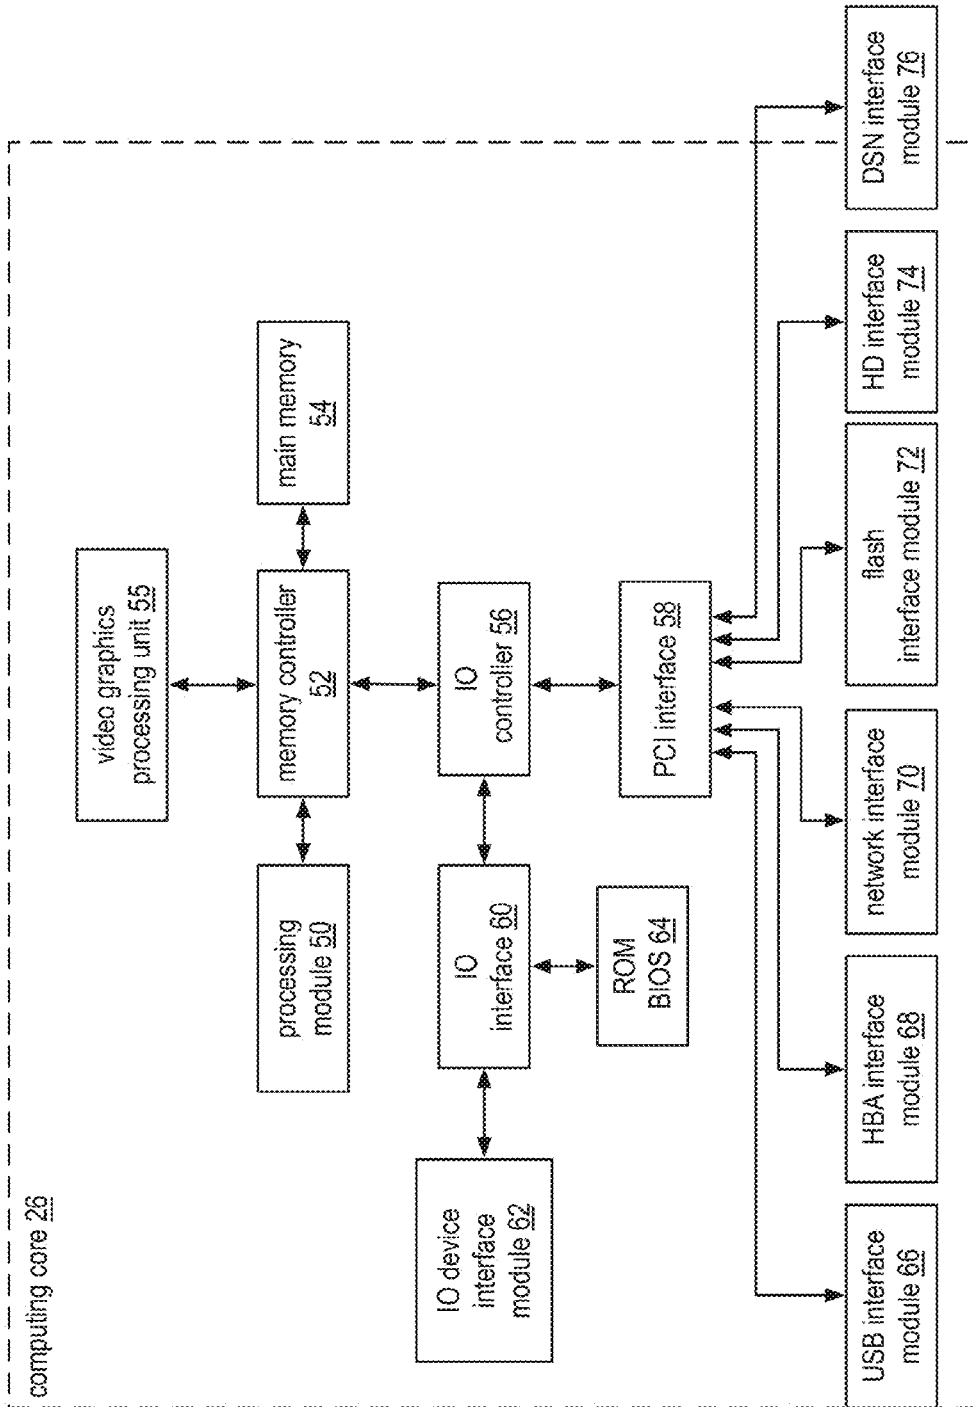 computing core 26
video graphics
processing unit 55
processing
module 50
memory controller
52
main memory
54
IO device
interface
module 62
IO
interface 60
IO
controller 56
ROM
BIOS 64
PCI interface 58
USB interface
module 66
HBA interface
module 68
network interface
module 70
flash
interface module 72
HD interface
module 74
DSN interface
module 76